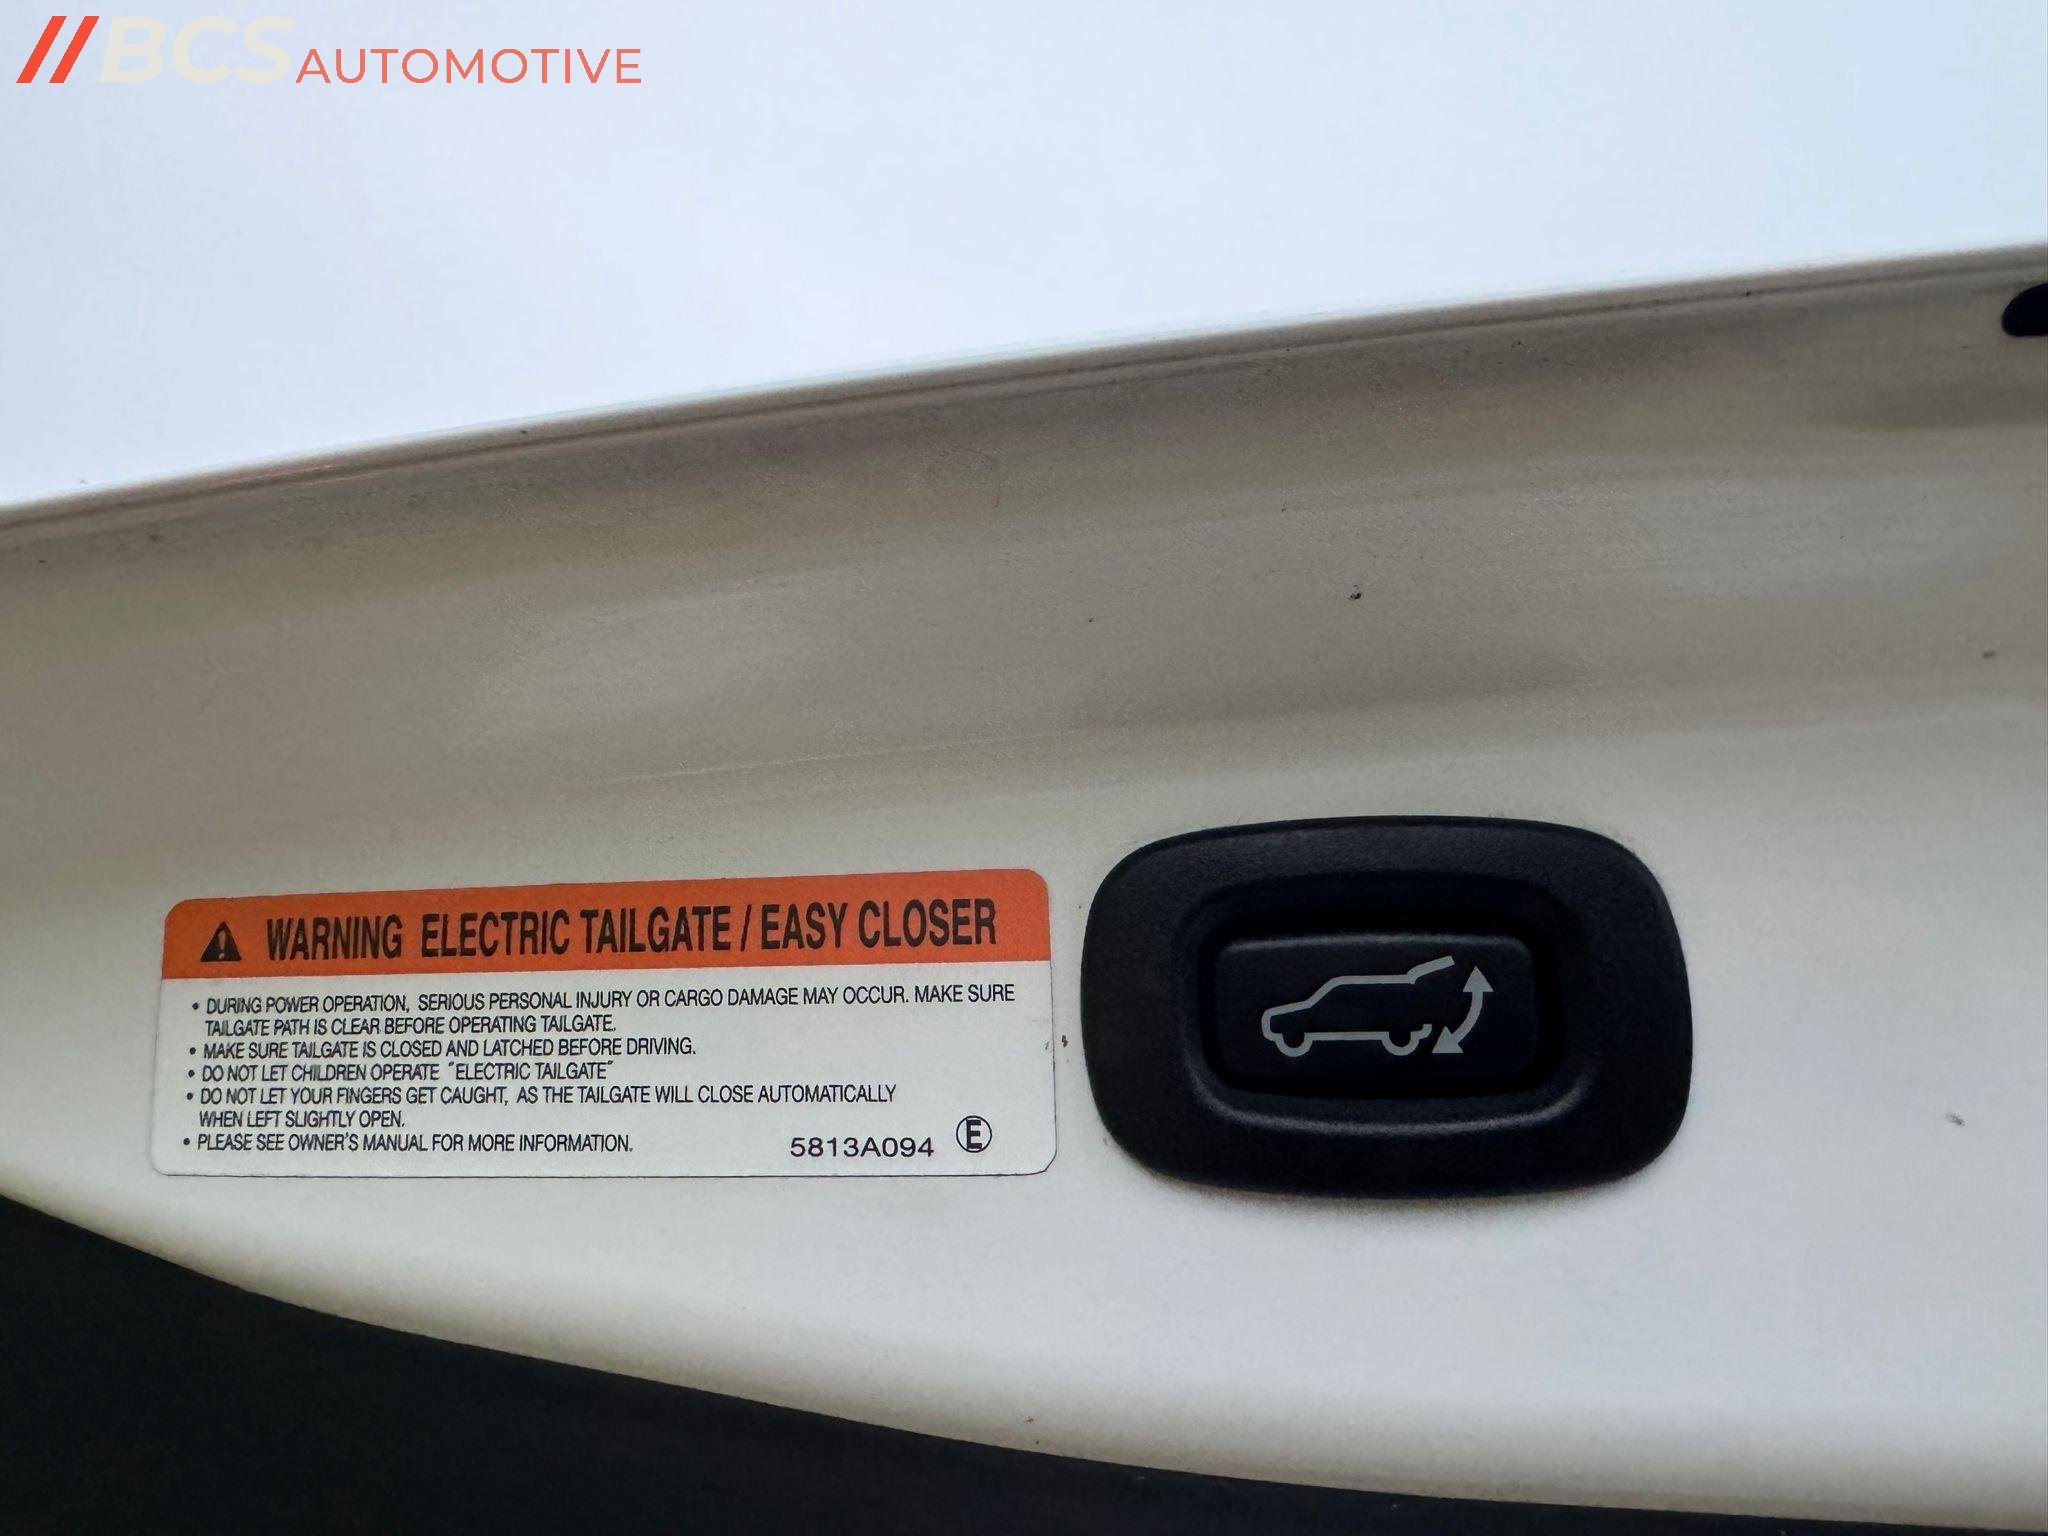 //BCS AUTOMOTIVE
WARNING ELECTRIC TAILGATE / EASY CLOSER
• DURING POWER OPERATION, SERIOUS PERSONAL INJURY OR CARGO DAMAGE MAY OCCUR. MAKE SURE
TAILGATE PATH IS CLEAR BEFORE OPERATING TAILGATE.
• MAKE SURE TAILGATE IS CLOSED AND LATCHED BEFORE DRIVING.
• DO NOT LET CHILDREN OPERATE "ELECTRIC TAILGATE"
• DO NOT LET YOUR FINGERS GET CAUGHT, AS THE TAILGATE WILL CLOSE AUTOMATICALLY
WHEN LEFT SLIGHTLY OPEN.
• PLEASE SEE OWNER'S MANUAL FOR MORE INFORMATION.
5813A094 Ⓔ